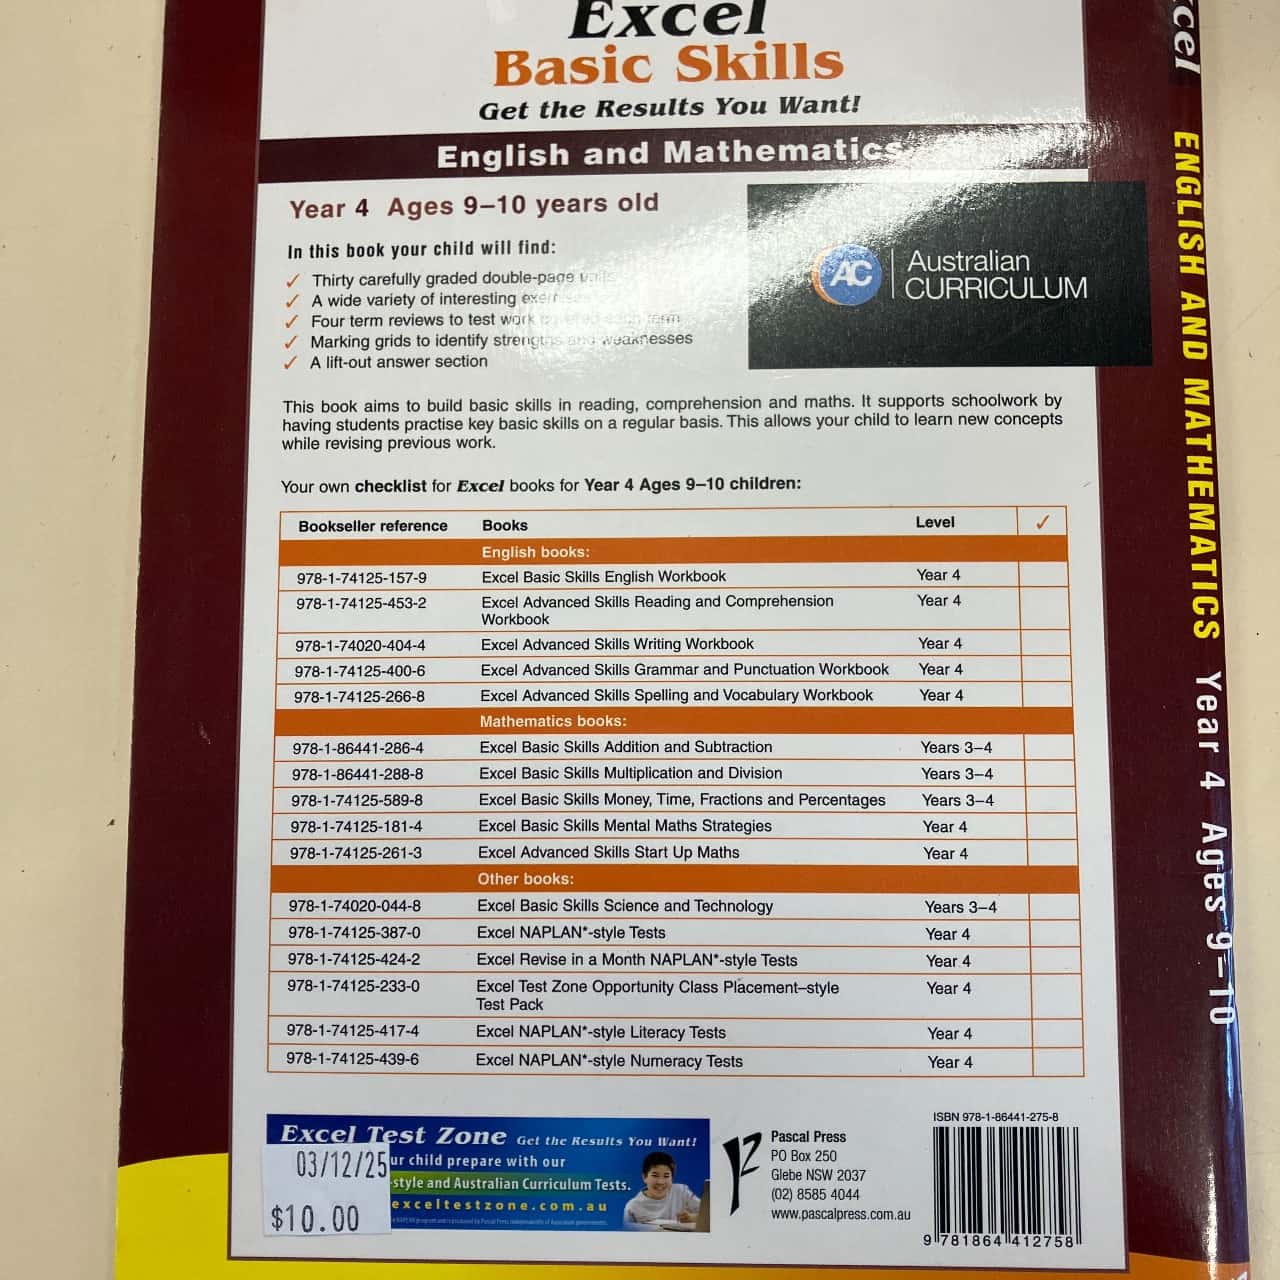 Excel
Basic Skills
Get the Results You Want!
English and Mathematics
Year 4 Ages 9–10 years old
In this book your child will find:
✓ Thirty carefully graded double-page units
✓ A wide variety of interesting exercises
✓ Four term reviews to test work covered each term
✓ Marking grids to identify strengths and weaknesses
✓ A lift-out answer section
AC Australian
CURRICULUM
This book aims to build basic skills in reading, comprehension and maths. It supports schoolwork by
having students practise key basic skills on a regular basis. This allows your child to learn new concepts
while revising previous work.
Your own checklist for Excel books for Year 4 Ages 9–10 children:
Bookseller reference Books Level ✓
English books:
978-1-74125-157-9 Excel Basic Skills English Workbook Year 4
978-1-74125-453-2 Excel Advanced Skills Reading and Comprehension Year 4
Workbook
978-1-74020-404-4 Excel Advanced Skills Writing Workbook Year 4
978-1-74125-400-6 Excel Advanced Skills Grammar and Punctuation Workbook Year 4
978-1-74125-266-8 Excel Advanced Skills Spelling and Vocabulary Workbook Year 4
Mathematics books:
978-1-86441-286-4 Excel Basic Skills Addition and Subtraction Years 3–4
978-1-86441-288-8 Excel Basic Skills Multiplication and Division Years 3–4
978-1-74125-589-8 Excel Basic Skills Money, Time, Fractions and Percentages Years 3–4
978-1-74125-181-4 Excel Basic Skills Mental Maths Strategies Year 4
978-1-74125-261-3 Excel Advanced Skills Start Up Maths Year 4
Other books:
978-1-74020-044-8 Excel Basic Skills Science and Technology Years 3–4
978-1-74125-387-0 Excel NAPLAN*-style Tests Year 4
978-1-74125-424-2 Excel Revise in a Month NAPLAN*-style Tests Year 4
978-1-74125-233-0 Excel Test Zone Opportunity Class Placement–style Year 4
Test Pack
978-1-74125-417-4 Excel NAPLAN*-style Literacy Tests Year 4
978-1-74125-439-6 Excel NAPLAN*-style Numeracy Tests Year 4
Excel Test Zone Get the Results You Want!
ur child prepare with our
-style and Australian Curriculum Tests.
exceltestzone.com.au
03/12/25
$10.00
Pascal Press
PO Box 250
Glebe NSW 2037
(02) 8585 4044
www.pascalpress.com.au
ISBN 978-1-86441-275-8
9 781864 412758
xcel ENGLISH AND MATHEMATICS Year 4 Ages 9–10